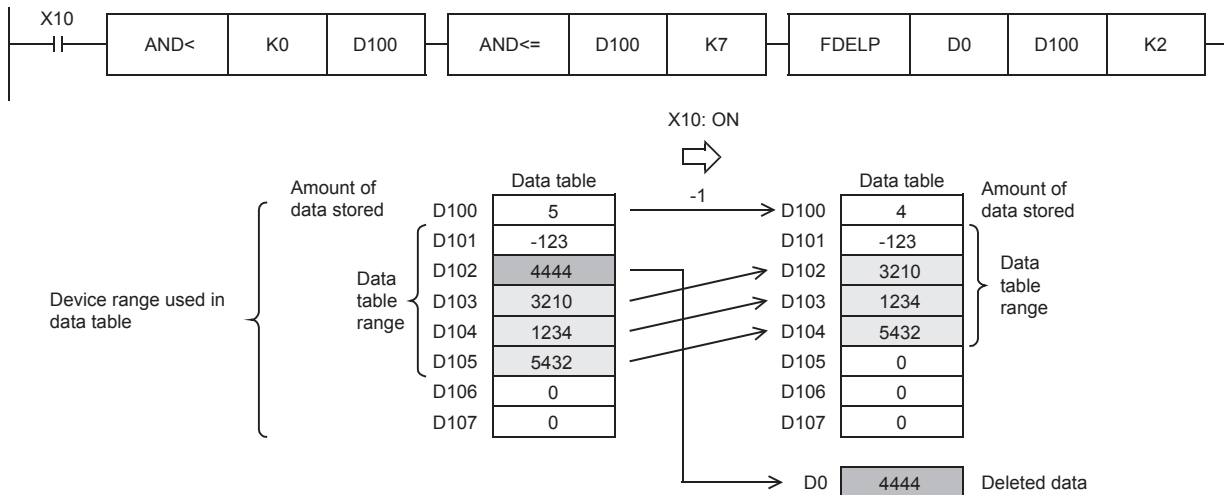 X10
AND< K0 D100 AND<= D100 K7 FDELP D0 D100 K2
X10: ON
Data table
Data table
Amount of
data stored
-1
Amount of
data stored
D100 5
D100 4
D101 -123
D101 -123
D102 4444
D102 3210
D103 3210
D103 1234
D104 1234
D104 5432
D105 5432
D105 0
D106 0
D106 0
D107 0
D107 0
Data
table
range
Data
table
range
Device range used in
data table
D0 4444 Deleted data